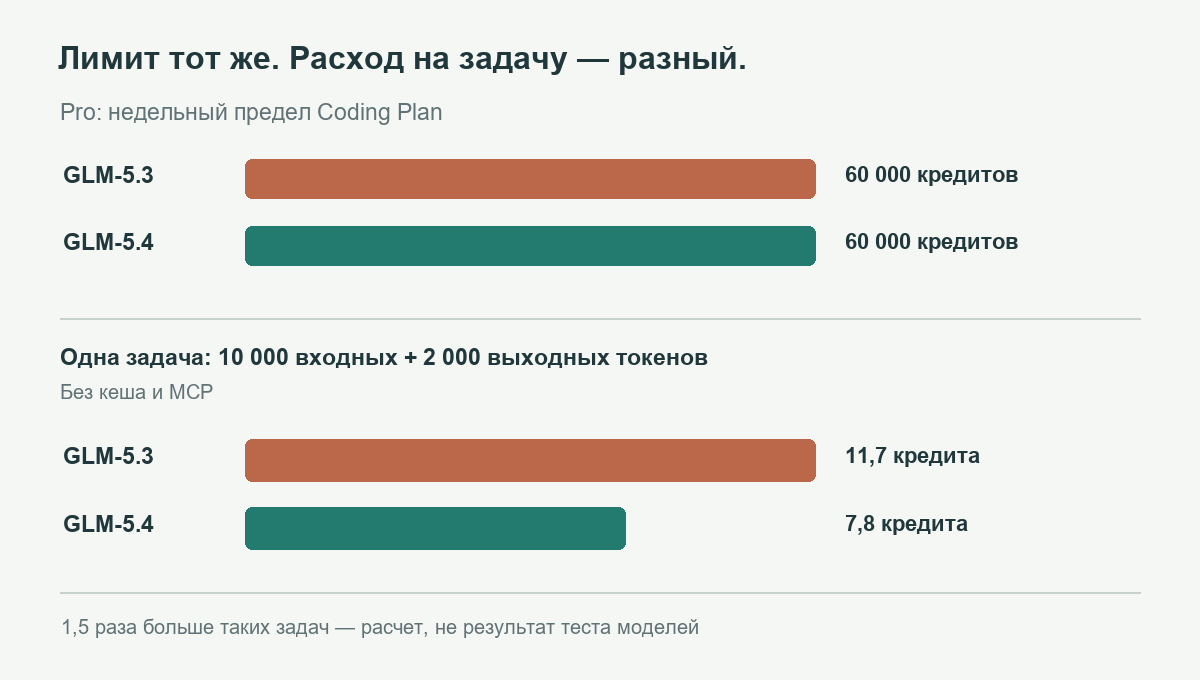 Лимит тот же. Расход на задачу — разный.
Pro: недельный предел Coding Plan
GLM-5.3 60 000 кредитов
GLM-5.4 60 000 кредитов
Одна задача: 10 000 входных + 2 000 выходных токенов
Без кеша и MCP
GLM-5.3 11,7 кредита
GLM-5.4 7,8 кредита
1,5 раза больше таких задач — расчет, не результат теста моделей